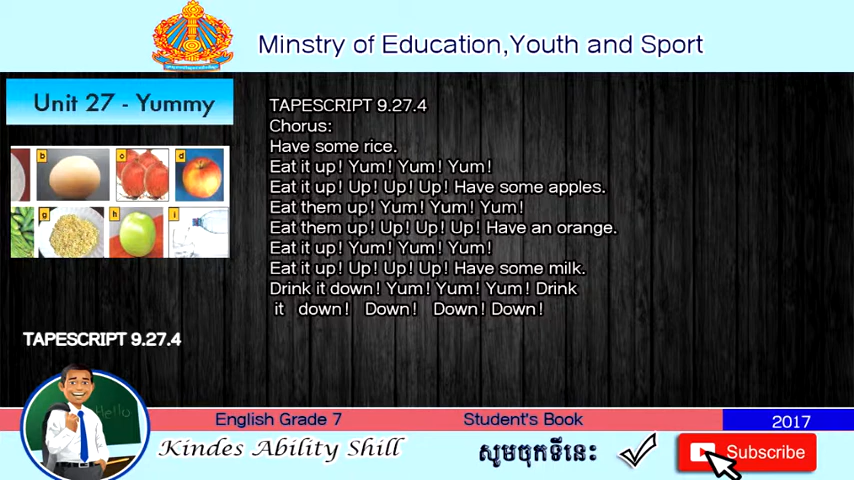 Minstry of Education,Youth and Sport
Unit 27 - Yummy
b
c
d
g
h
i
TAPESCRIPT 9.27.4
Chorus:
Have some rice.
Eat it up! Yum! Yum! Yum!
Eat it up! Up! Up! Up! Have some apples.
Eat them up! Yum! Yum! Yum!
Eat them up! Up! Up! Up! Have an orange.
Eat it up! Yum! Yum! Yum!
Eat it up! Up! Up! Up! Have some milk.
Drink it down! Yum! Yum! Yum! Drink
it down! Down! Down! Down!
TAPESCRIPT 9.27.4
Hello
English Grade 7
Student's Book
2017
Kindes Ability Shill
សូមចុកទីនេះ
Subscribe